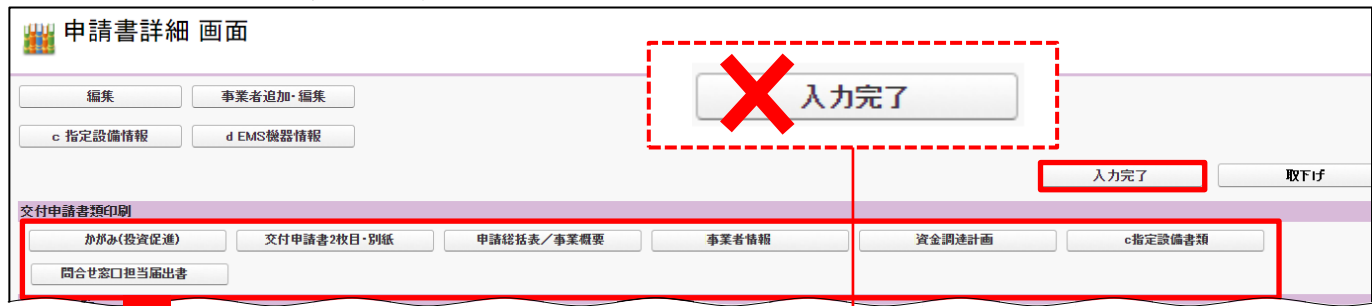 申請書詳細 画面
入力完了
編集 事業者追加・編集
c 指定設備情報 d EMS機器情報
入力完了 取下げ
交付申請書類印刷
かがみ(投資促進) 交付申請書2枚目・別紙 申請総括表／事業概要 事業者情報 資金調達計画 c指定設備書類
問合せ窓口担当届出書